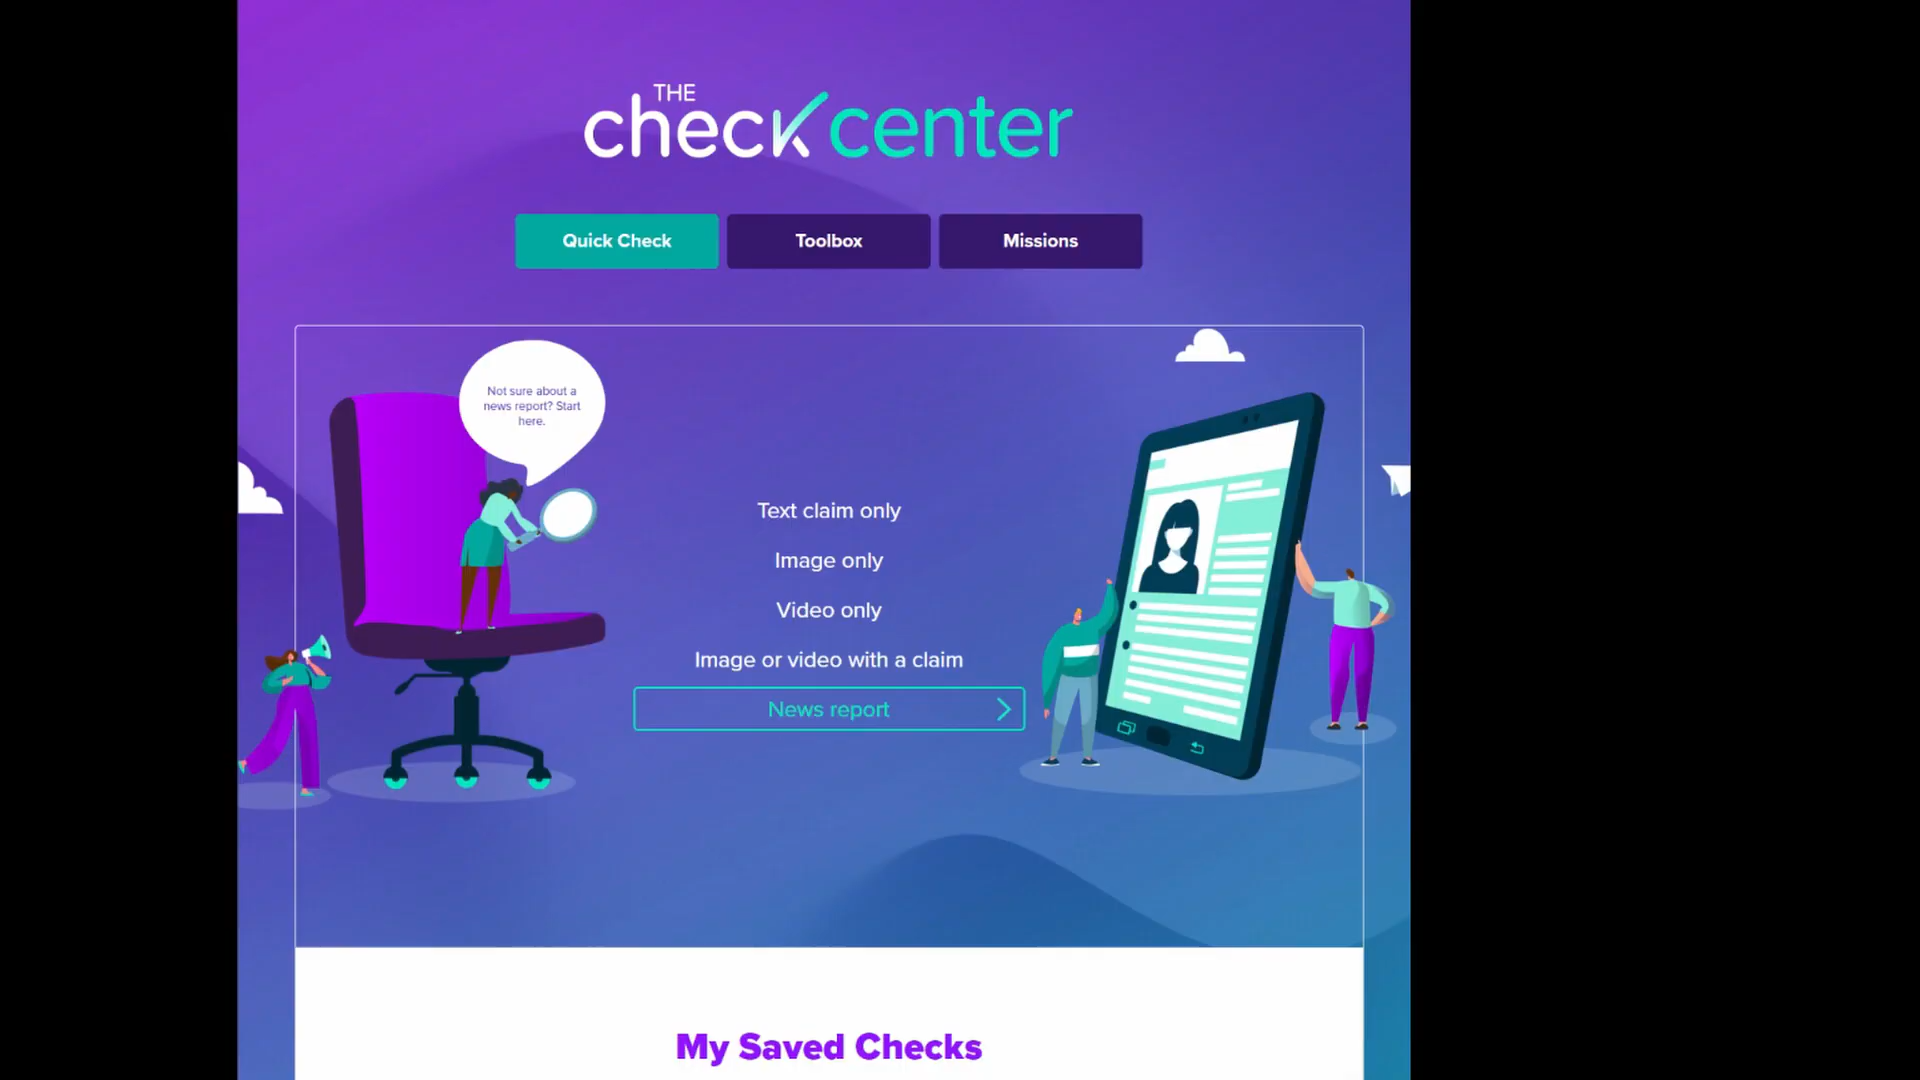 THE
check center
Quick Check
Toolbox
Missions
Not sure about a
news report? Start
here.
Text claim only
Image only
Video only
Image or video with a claim
News report
My Saved Checks